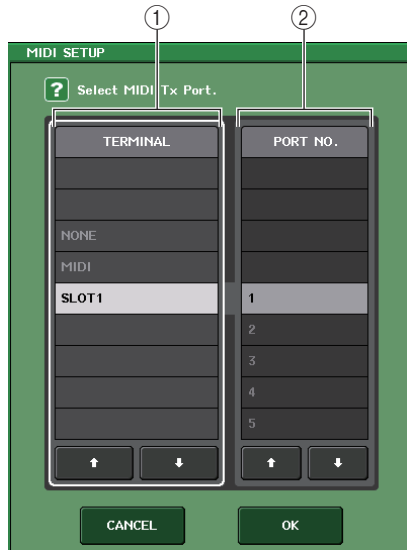 ① ②
MIDI SETUP
? Select MIDI Tx Port.
TERMINAL PORT NO.
NONE
MIDI
SLOT1 1
2
3
4
5
CANCEL OK